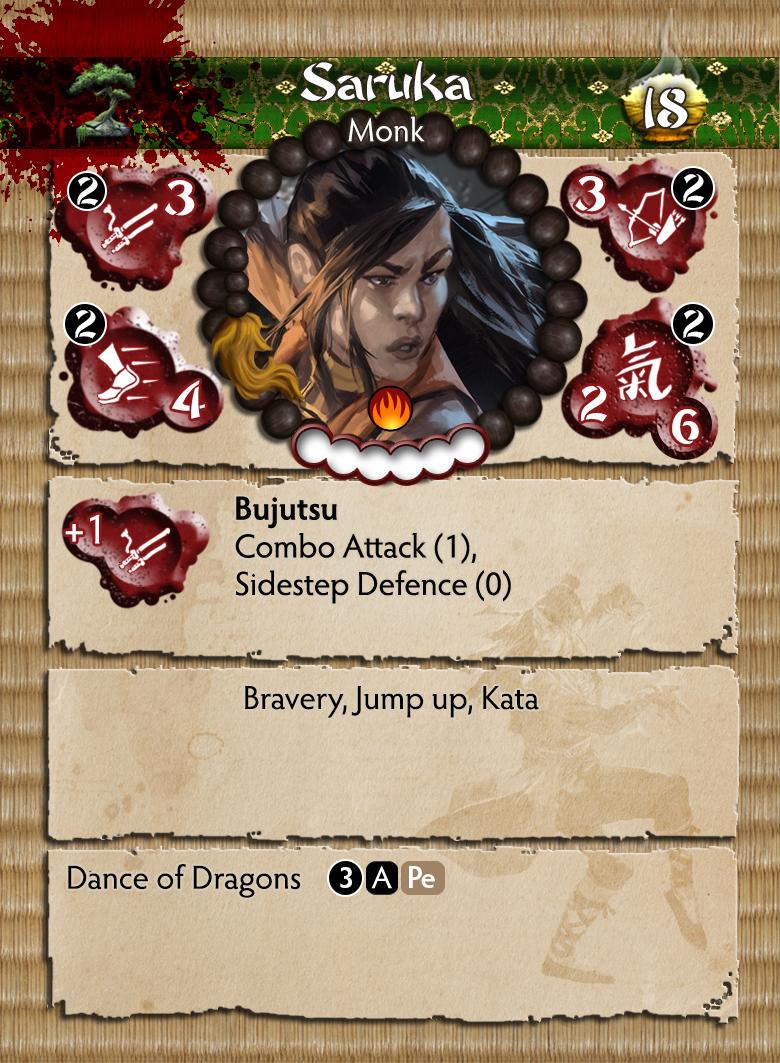 Saruka
18
Monk
2 3
3 2
2 4
2 氣 2 6
+1
Bujutsu
Combo Attack (1),
Sidestep Defence (0)
Bravery, Jump up, Kata
Dance of Dragons 3 A Pe